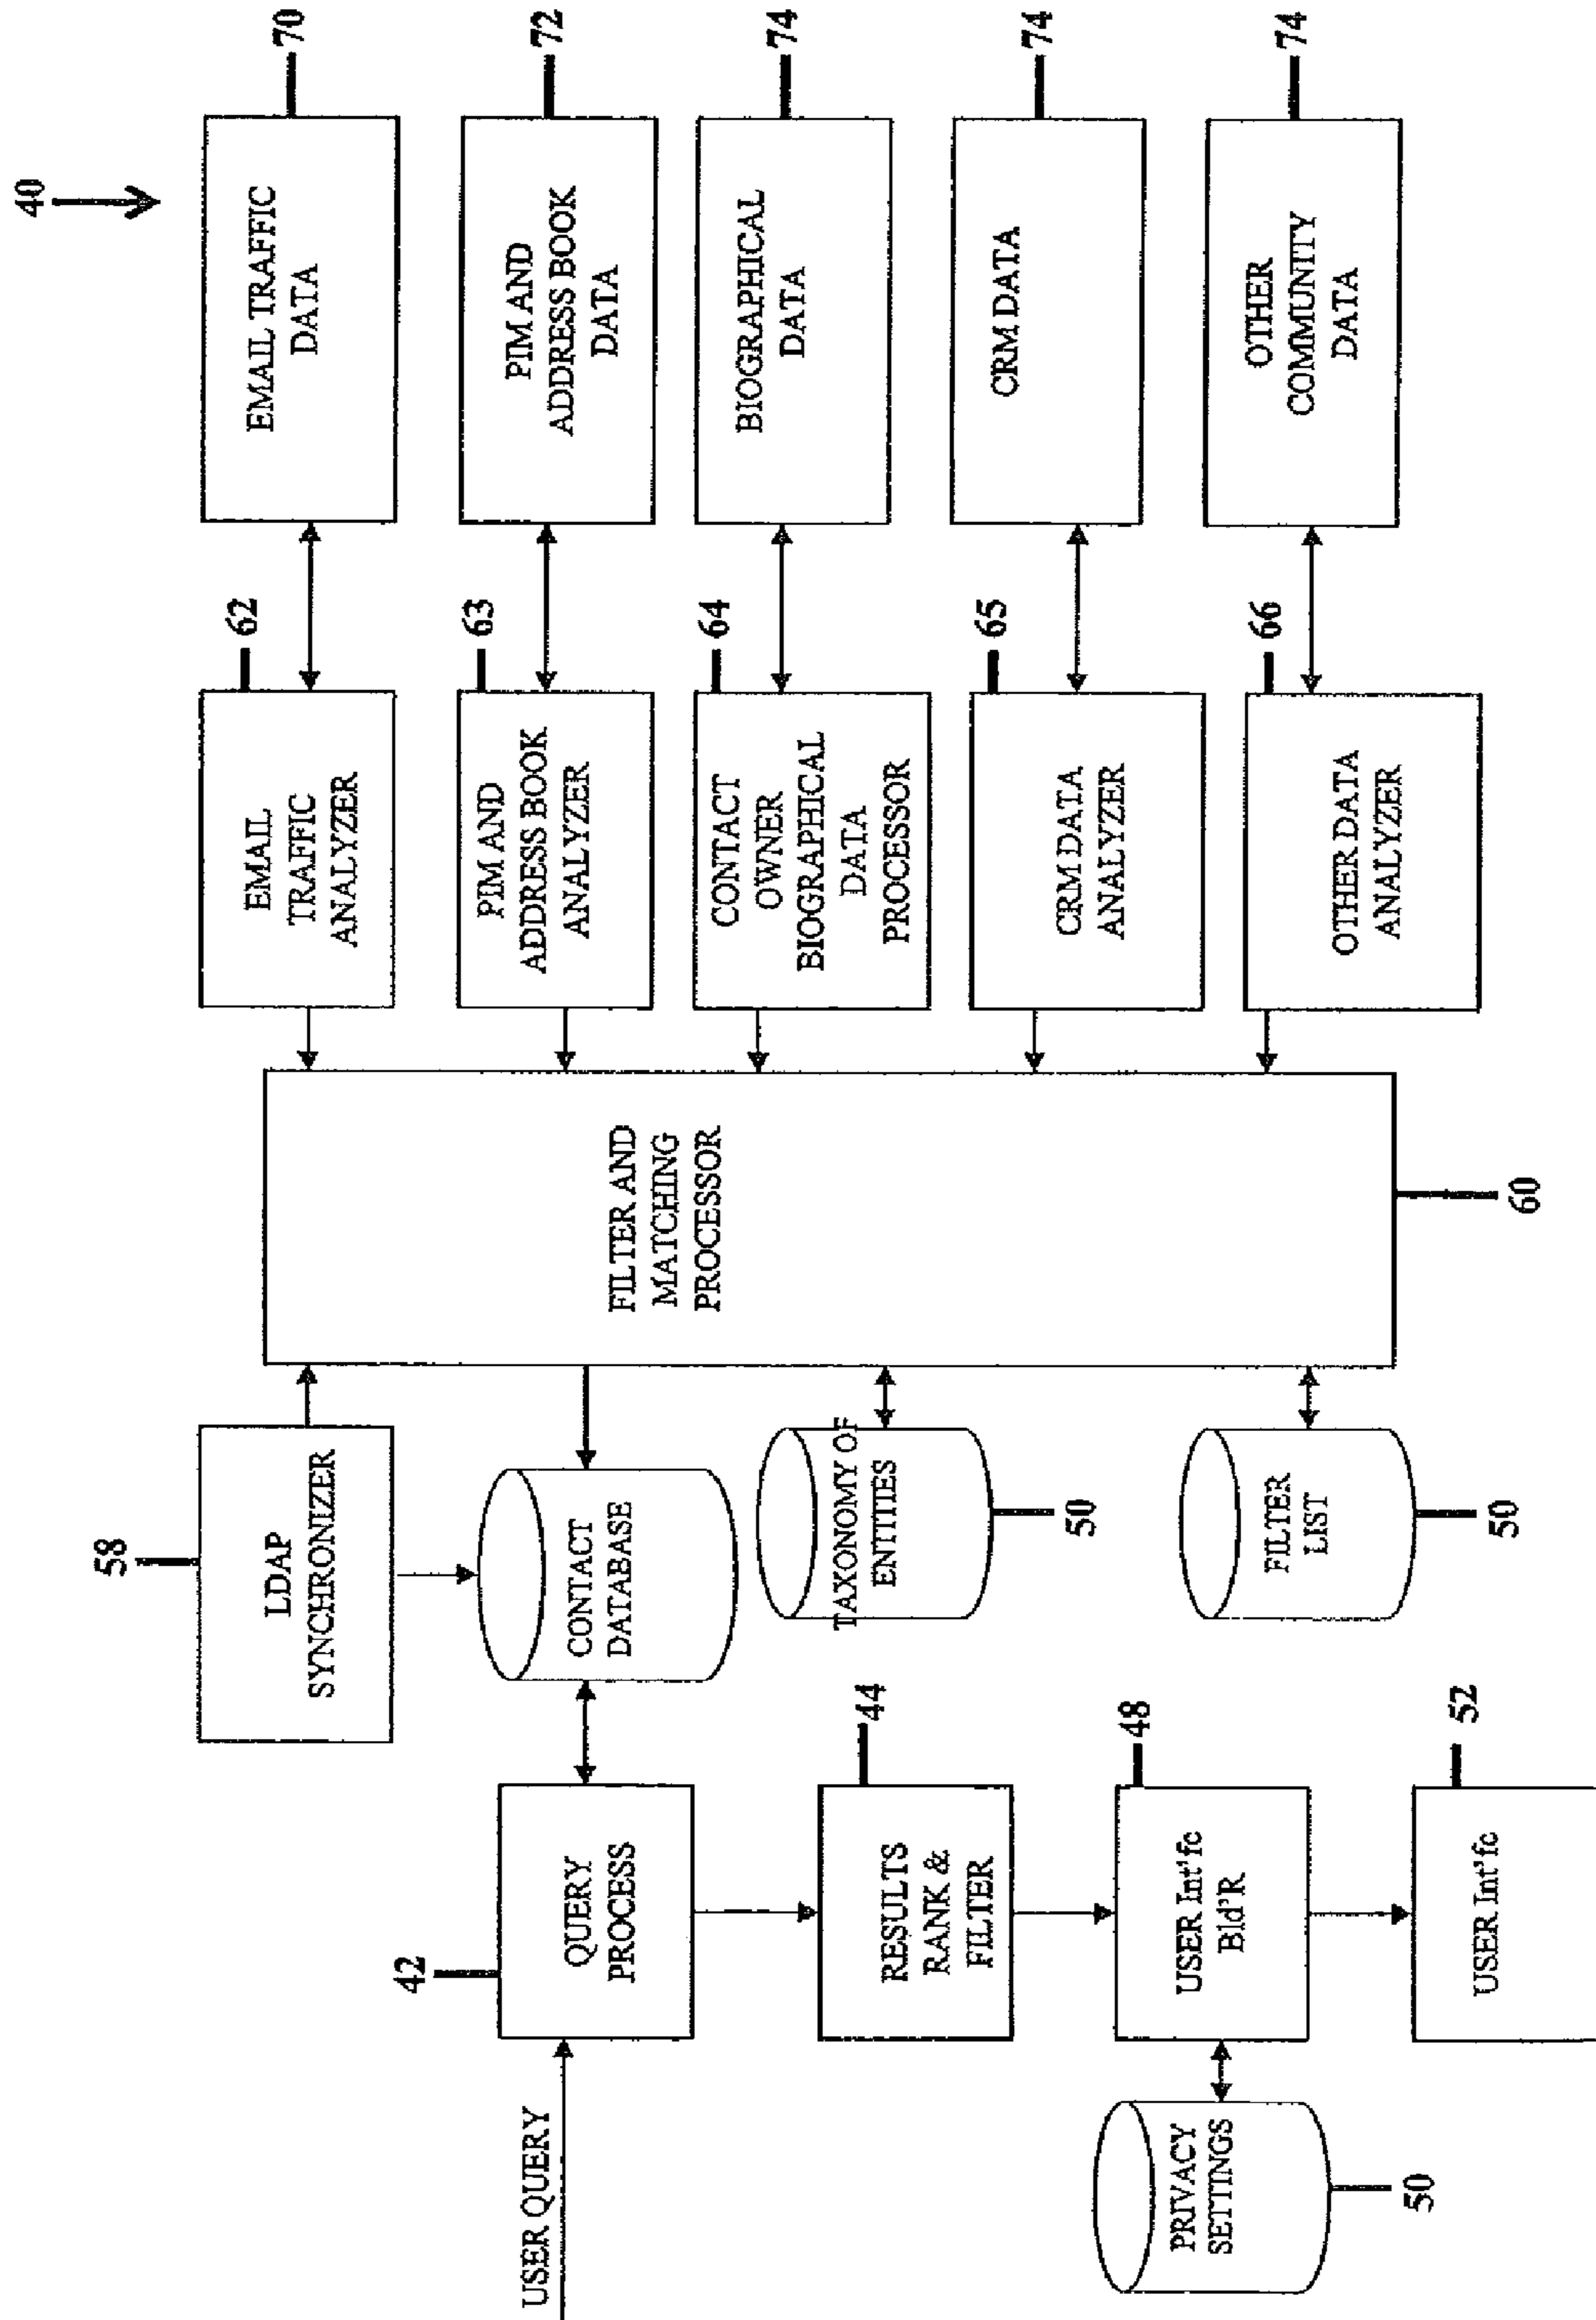 40
USER QUERY
42
QUERY
PROCESS
44
RESULTS
RANK &
FILTER
48
USER Int'fc
Bld'R
52
USER Int'fc
PRIVACY
SETTINGS
50
58
LDAP
SYNCHRONIZER
CONTACT
DATABASE
TAXONOMY OF
ENTITIES
50
FILTER
LIST
50
FILTER AND
MATCHING
PROCESSOR
60
62
EMAIL
TRAFFIC
ANALYZER
63
PIM AND
ADDRESS BOOK
ANALYZER
64
CONTACT
OWNER
BIOGRAPHICAL
DATA
PROCESSOR
65
CRM DATA
ANALYZER
66
OTHER DATA
ANALYZER
70
EMAIL TRAFFIC
DATA
72
PIM AND
ADDRESS BOOK
DATA
74
BIOGRAPHICAL
DATA
74
CRM DATA
74
OTHER
COMMUNITY
DATA